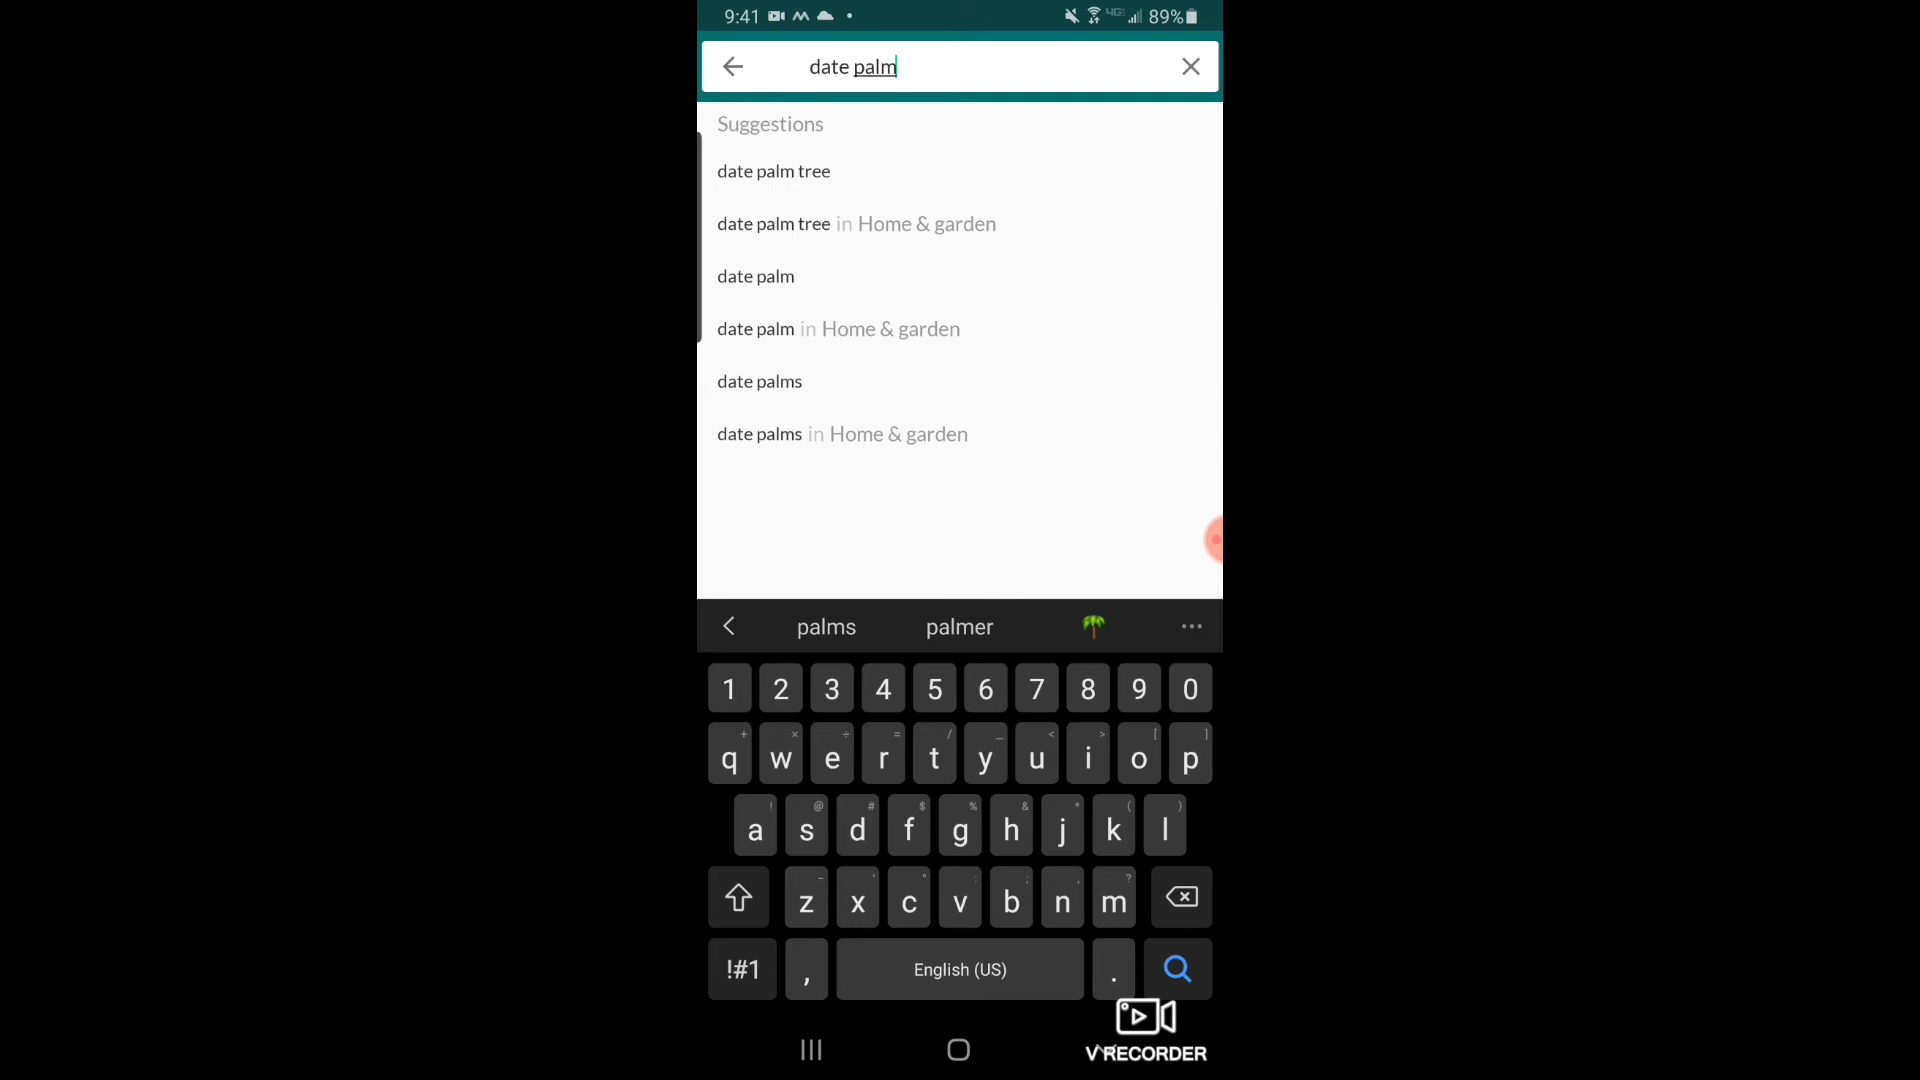 9:41 4G 89%
date palm
Suggestions
date palm tree
date palm tree in Home & garden
date palm
date palm in Home & garden
date palms
date palms in Home & garden
palms palmer
1 2 3 4 5 6 7 8 9 0
+ × ÷ = / _ < > [ ]
q w e r t y u i o p
! @ # $ % & * ( )
a s d f g h j k l
- ' " : ; , ?
z x c v b n m
!#1 , English (US) .
V RECORDER